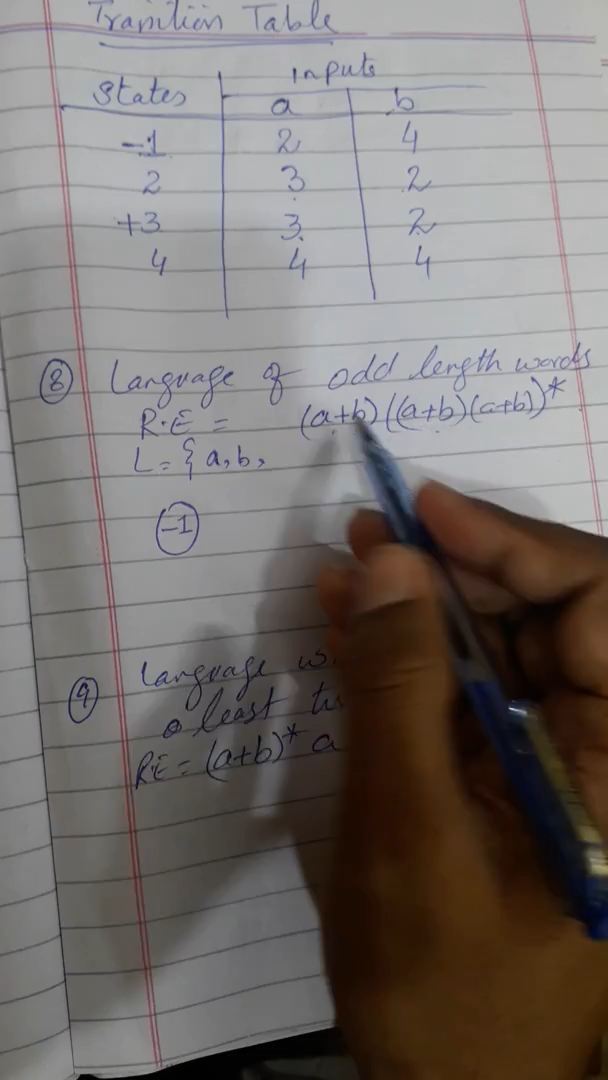 Transition Table
Inputs
States a b
-1 2 4
2 3 2
+3 3 2
4 4 4
8 Language of odd length words
R.E = (a+b)((a+b)(a+b))*
L = { a, b,
-1
9 Language
least
RE = (a+b)* a